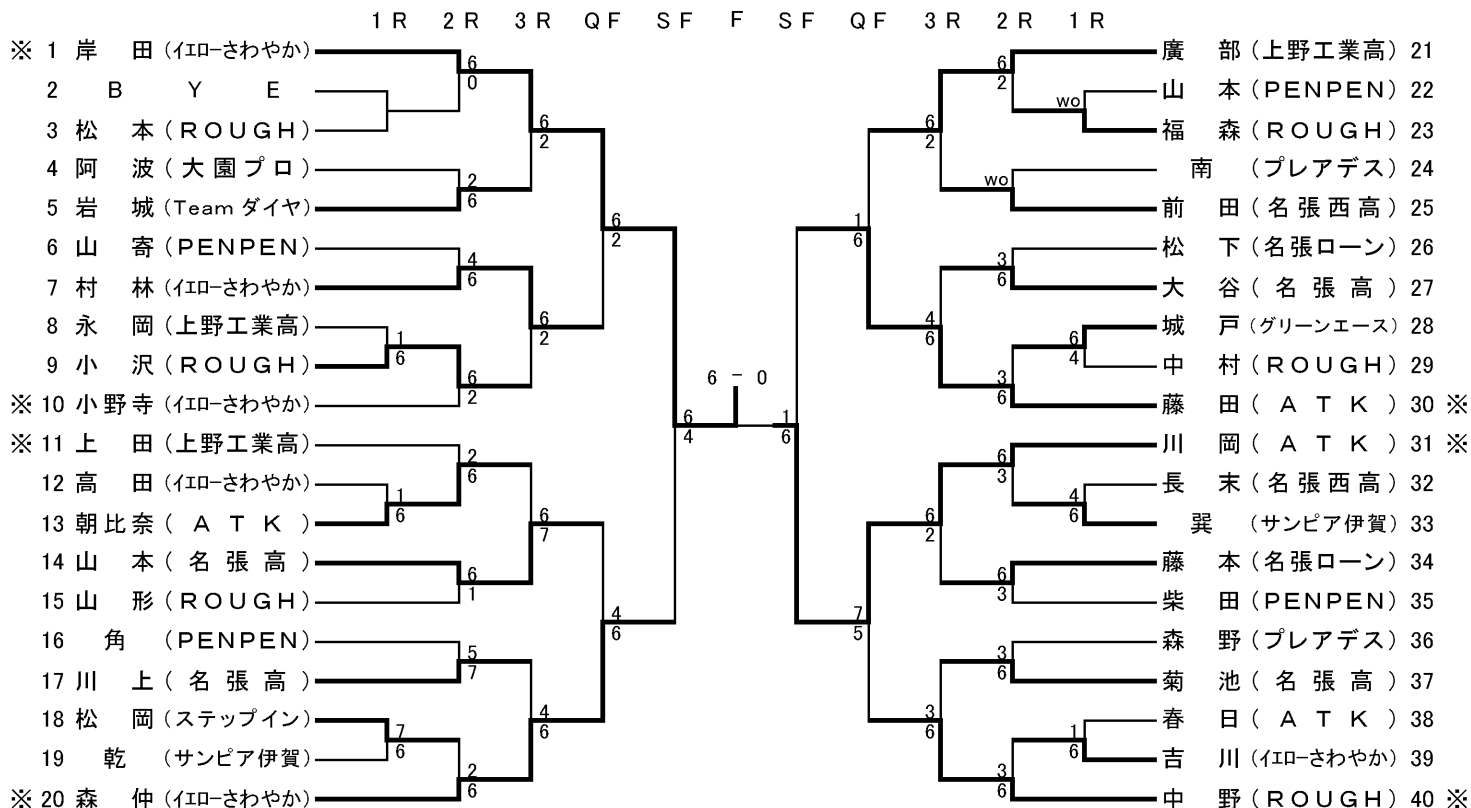 1R 2R 3R QF SF F SF QF 3R 2R 1R
※ 1 岸田 (イエローさわやか)
2 BYE
3 松本 (ROUGH)
4 阿波 (大園プロ)
5 岩城 (Teamダイヤ)
6 山寄 (PENPEN)
7 村林 (イエローさわやか)
8 永岡 (上野工業高)
9 小沢 (ROUGH)
※ 10 小野寺 (イエローさわやか)
※ 11 上田 (上野工業高)
12 高田 (イエローさわやか)
13 朝比奈 (ATK)
14 山本 (名張高)
15 山形 (ROUGH)
16 角 (PENPEN)
17 川上 (名張高)
18 松岡 (ステップイン)
19 乾 (サンピア伊賀)
※ 20 森仲 (イエローさわやか)
1
6
1
6
7
6
6
0
2
6
4
6
6
2
2
6
6
1
5
7
2
6
6
2
6
2
6
7
4
6
6
2
4
6
6
4
6 - 0
1
6
1
6
7
5
6
2
4
6
6
2
3
6
6
2
wo
3
6
3
6
6
3
6
3
3
6
3
6
wo
6
4
4
6
1
6
廣部 (上野工業高) 21
山本 (PENPEN) 22
福森 (ROUGH) 23
南 (プレアデス) 24
前田 (名張西高) 25
松下 (名張ローン) 26
大谷 (名張高) 27
城戸 (グリーンエース) 28
中村 (ROUGH) 29
藤田 (ATK) 30 ※
川岡 (ATK) 31 ※
長末 (名張西高) 32
巽 (サンピア伊賀) 33
藤本 (名張ローン) 34
柴田 (PENPEN) 35
森野 (プレアデス) 36
菊池 (名張高) 37
春日 (ATK) 38
吉川 (イエローさわやか) 39
中野 (ROUGH) 40 ※